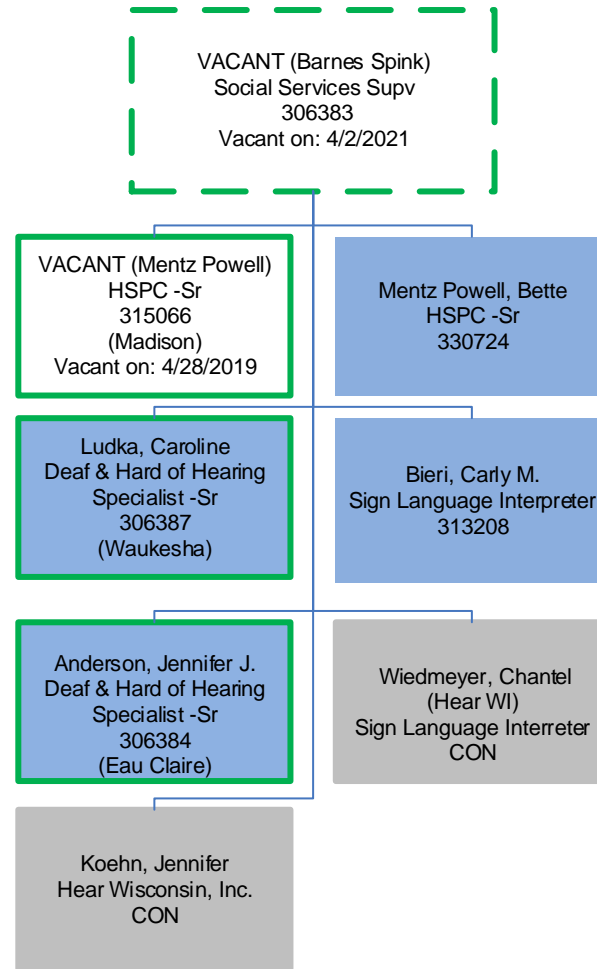 VACANT (Barnes Spink)
Social Services Supv
306383
Vacant on: 4/2/2021
VACANT (Mentz Powell)
HSPC -Sr
315066
(Madison)
Vacant on: 4/28/2019
Mentz Powell, Bette
HSPC -Sr
330724
Ludka, Caroline
Deaf & Hard of Hearing
Specialist -Sr
306387
(Waukesha)
Bieri, Carly M.
Sign Language Interpreter
313208
Anderson, Jennifer J.
Deaf & Hard of Hearing
Specialist -Sr
306384
(Eau Claire)
Wiedmeyer, Chantel
(Hear WI)
Sign Language Interreter
CON
Koehn, Jennifer
Hear Wisconsin, Inc.
CON